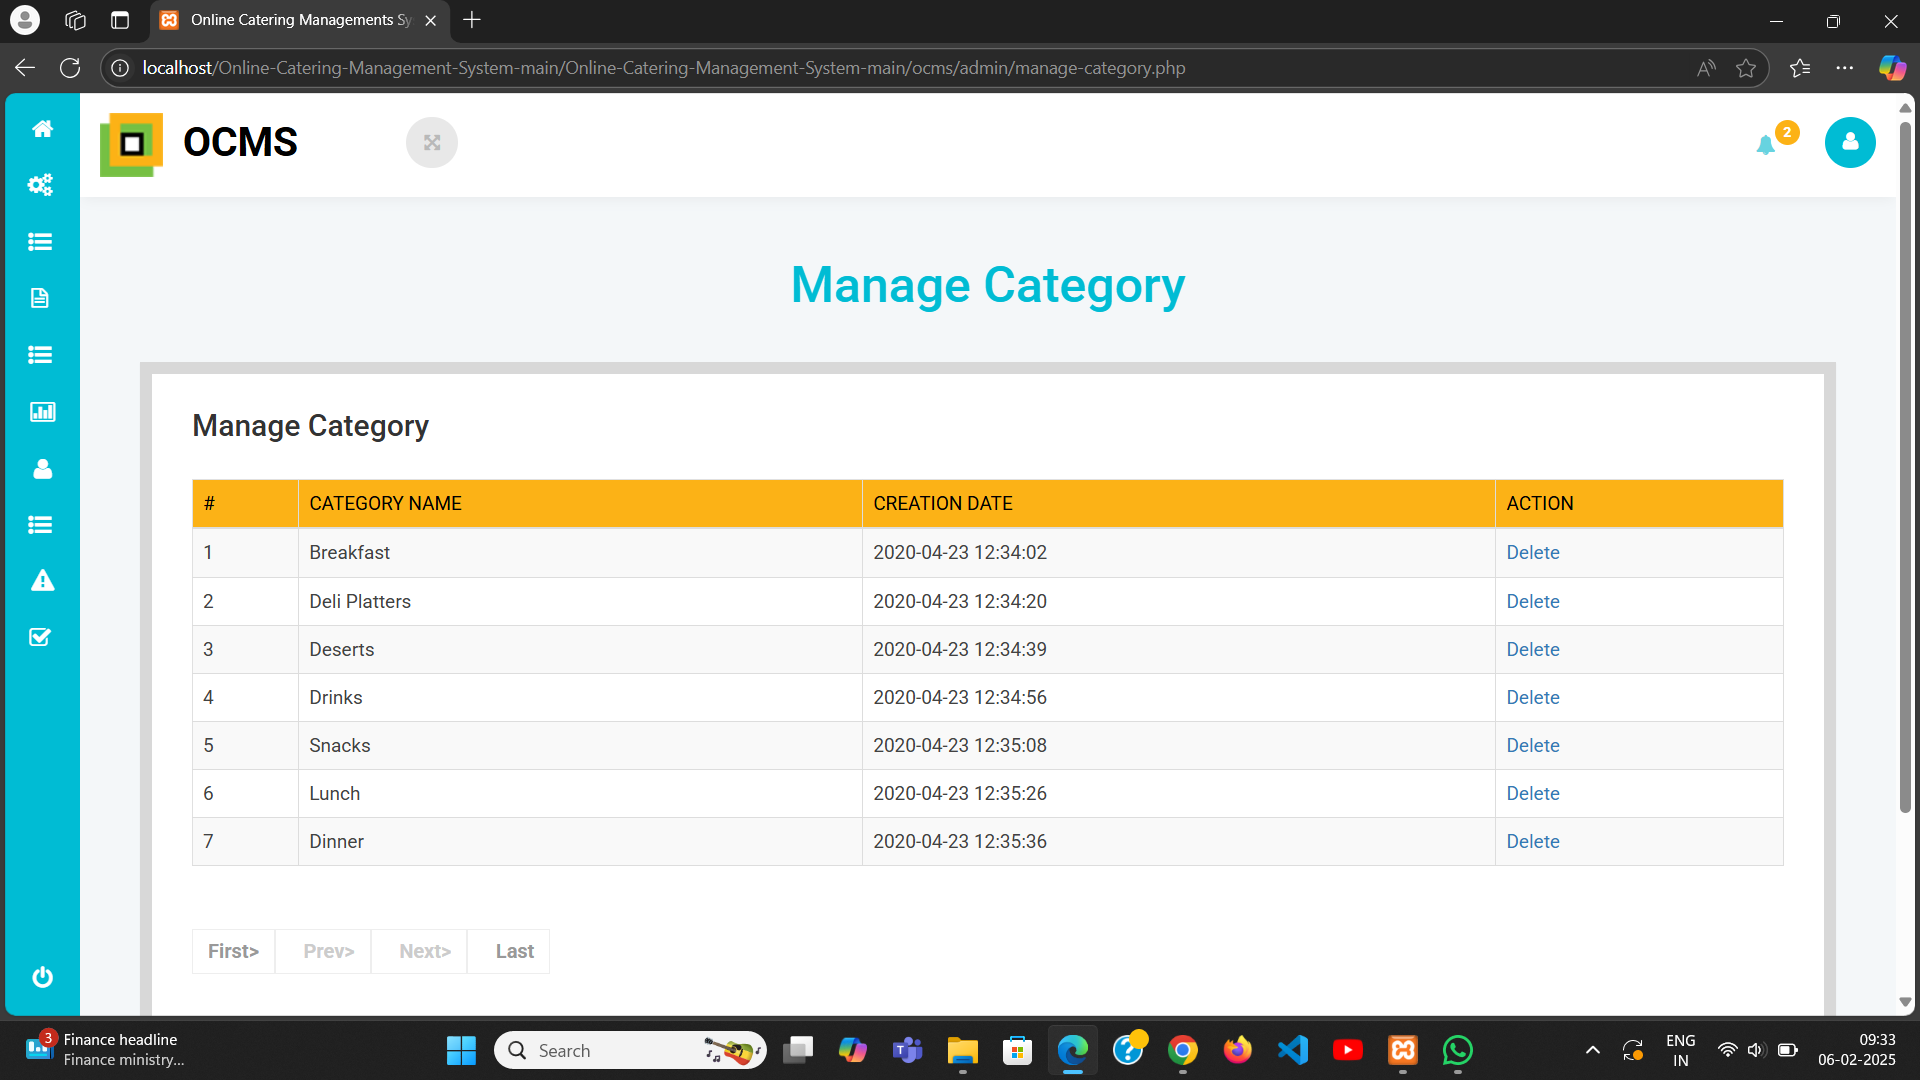 Online Catering Managements Sy
localhost/Online-Catering-Management-System-main/Online-Catering-Management-System-main/ocms/admin/manage-category.php
OCMS
2
Manage Category
Manage Category
# CATEGORY NAME CREATION DATE ACTION
1 Breakfast 2020-04-23 12:34:02 Delete
2 Deli Platters 2020-04-23 12:34:20 Delete
3 Deserts 2020-04-23 12:34:39 Delete
4 Drinks 2020-04-23 12:34:56 Delete
5 Snacks 2020-04-23 12:35:08 Delete
6 Lunch 2020-04-23 12:35:26 Delete
7 Dinner 2020-04-23 12:35:36 Delete
First> Prev> Next> Last
3
Finance headline
Finance ministry...
Search
ENG
IN
09:33
06-02-2025